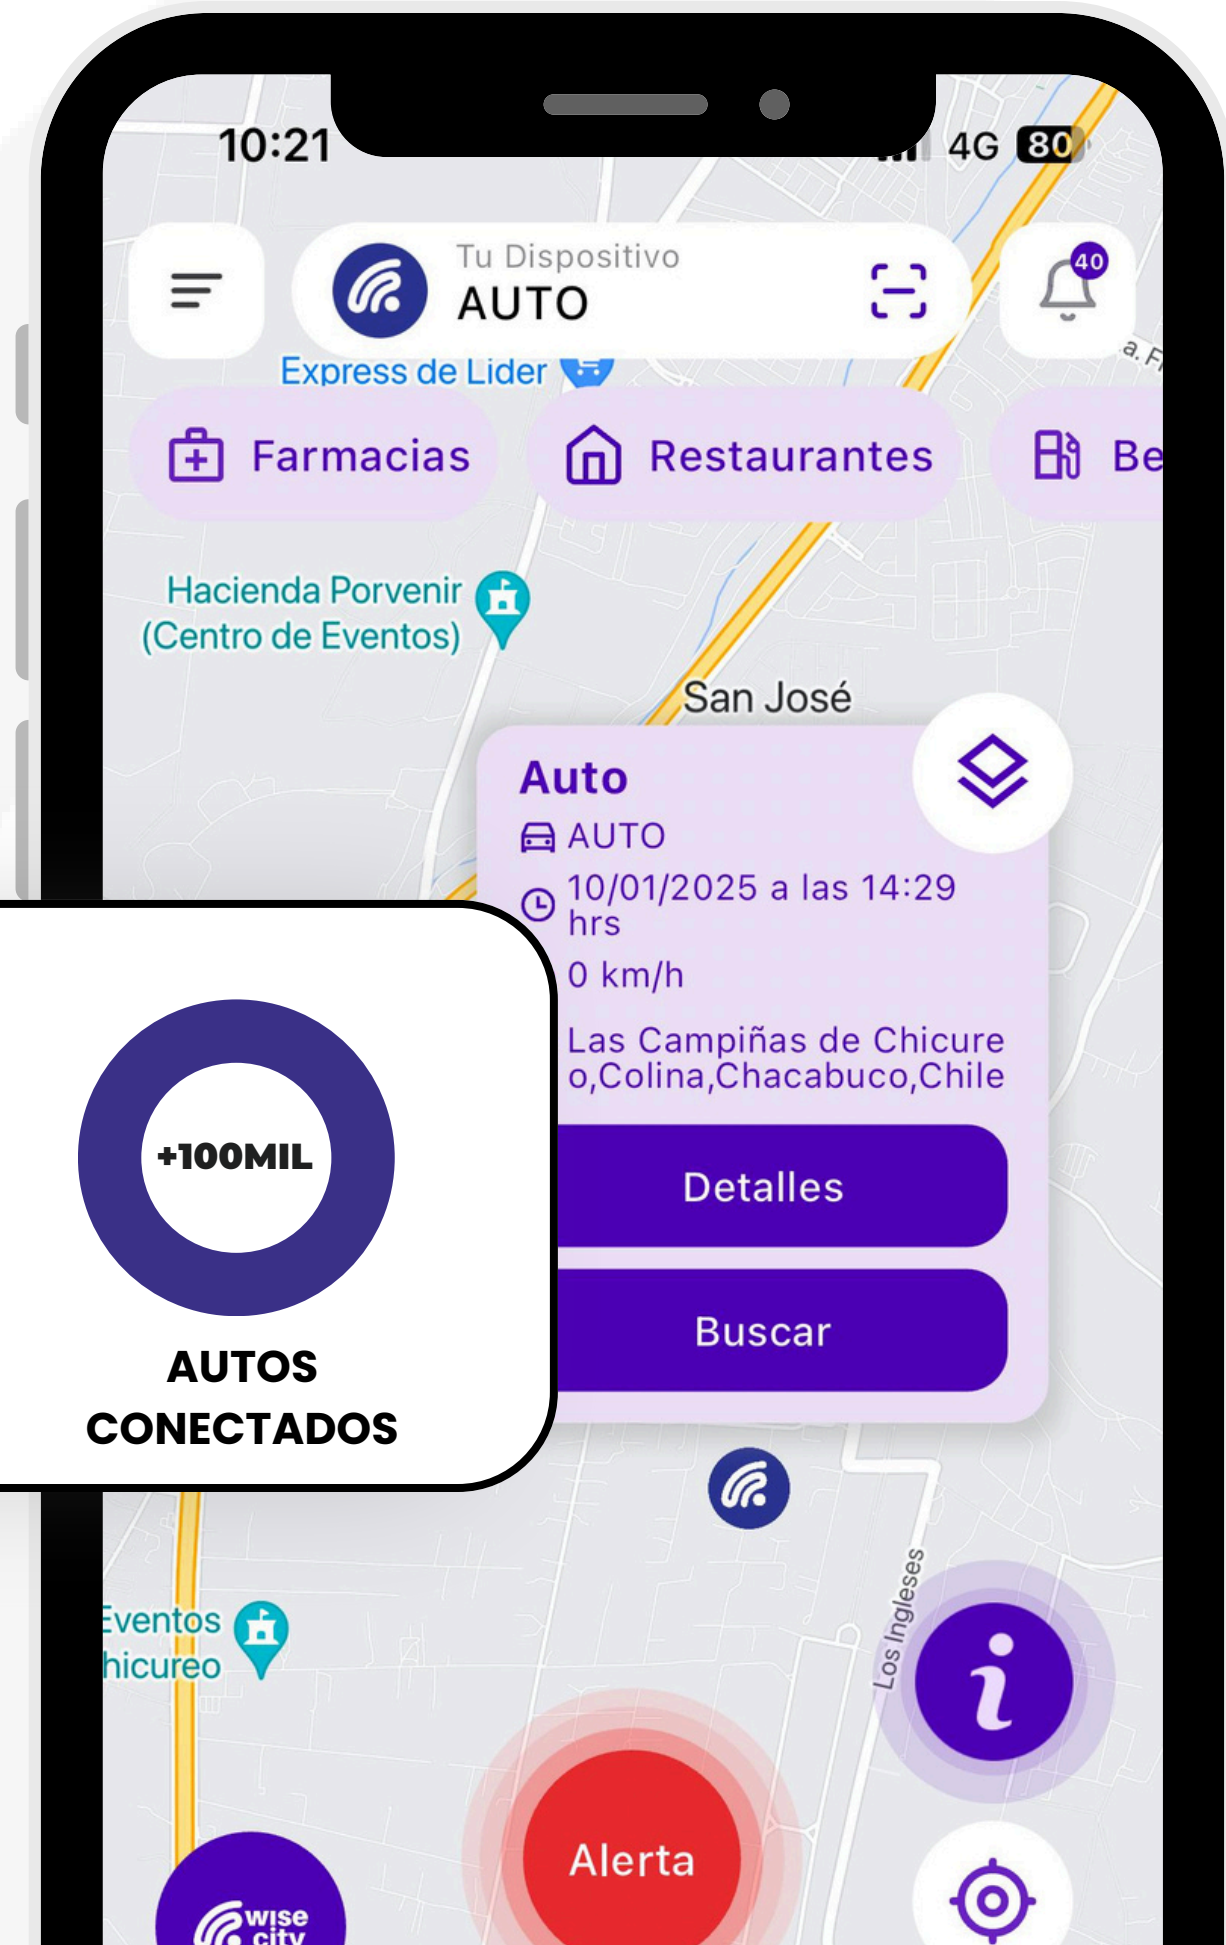 10:21
4G 80
Tu Dispositivo
AUTO
40
Express de Lider
a. F
Farmacias
Restaurantes
Be
Hacienda Porvenir
(Centro de Eventos)
San José
Auto
AUTO
10/01/2025 a las 14:29
hrs
0 km/h
Las Campiñas de Chicure
o,Colina,Chacabuco,Chile
Detalles
Buscar
+100MIL
AUTOS
CONECTADOS
Los Ingleses
Eventos
hicureo
i
Alerta
wise
city